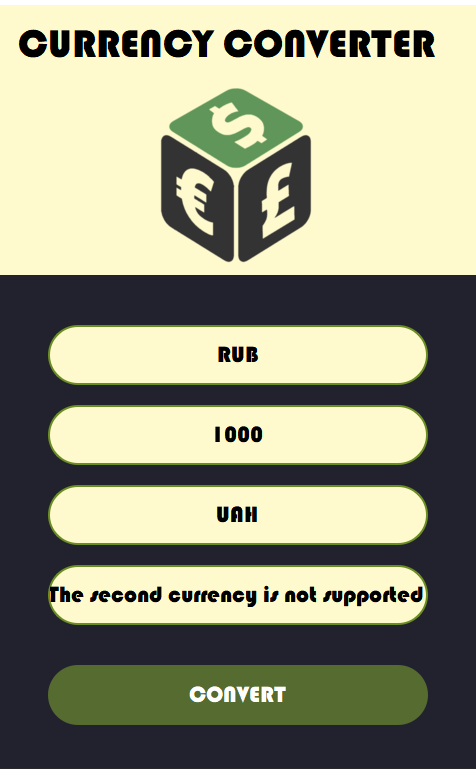 CURRENCY CONVERTER
$
€ £
RUB
1000
UAH
The second currency is not supported
CONVERT